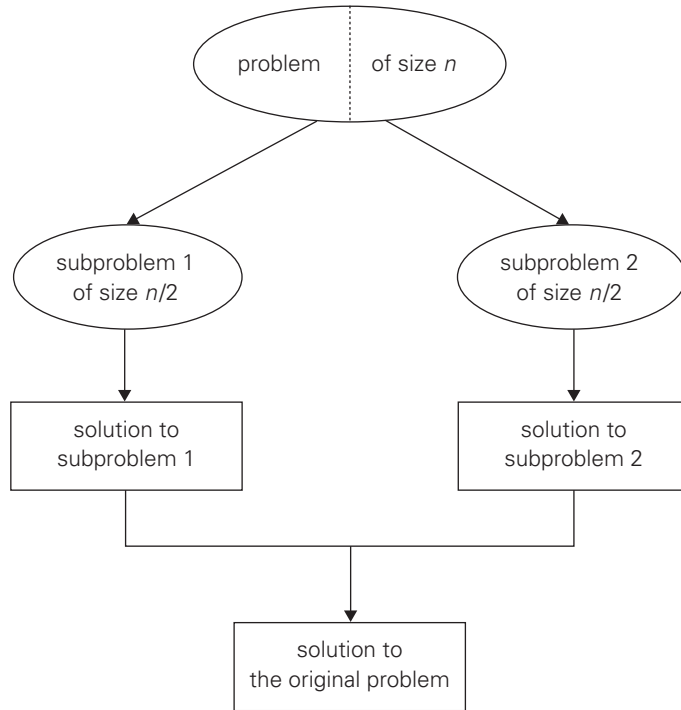 problem of size n
subproblem 1
of size n/2
subproblem 2
of size n/2
solution to
subproblem 1
solution to
subproblem 2
solution to
the original problem